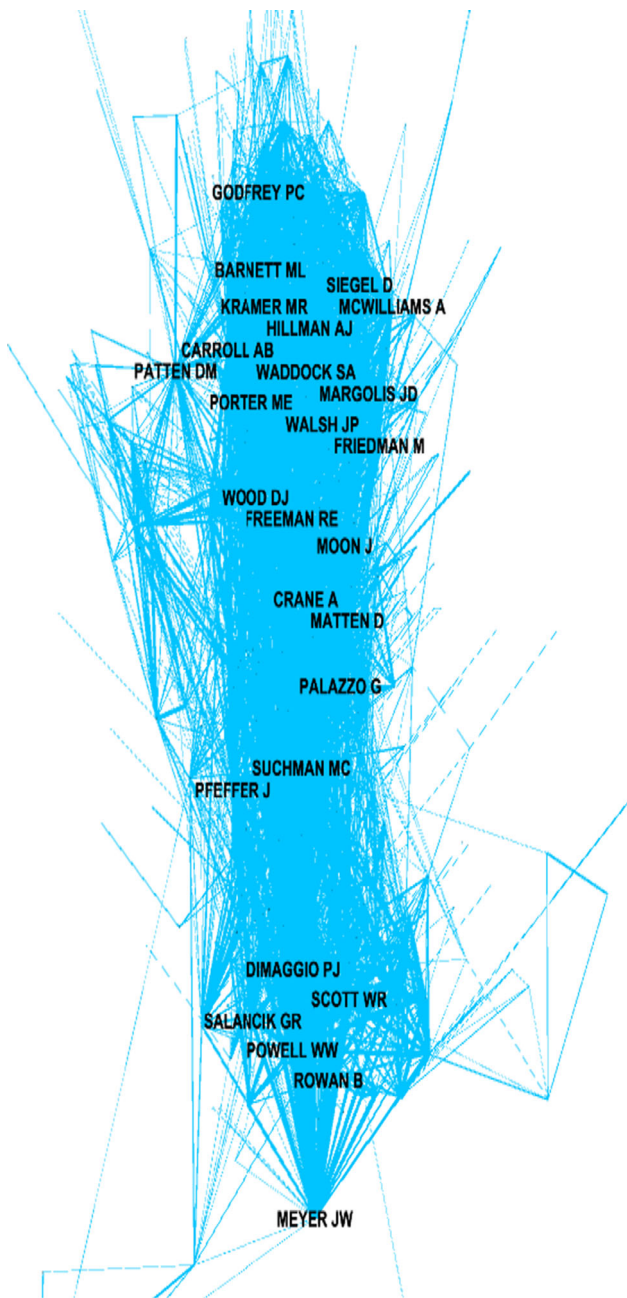 GODFREY PC
BARNETT ML
SIEGEL D
KRAMER MR
MCWILLIAMS A
HILLMAN AJ
CARROLL AB
PATTEN DM
WADDOCK SA
MARGOLIS JD
PORTER ME
WALSH JP
FRIEDMAN M
WOOD DJ
FREEMAN RE
MOON J
CRANE A
MATTEN D
PALAZZO G
SUCHMAN MC
PFEFFER J
DIMAGGIO PJ
SCOTT WR
SALANCIK GR
POWELL WW
ROWAN B
MEYER JW